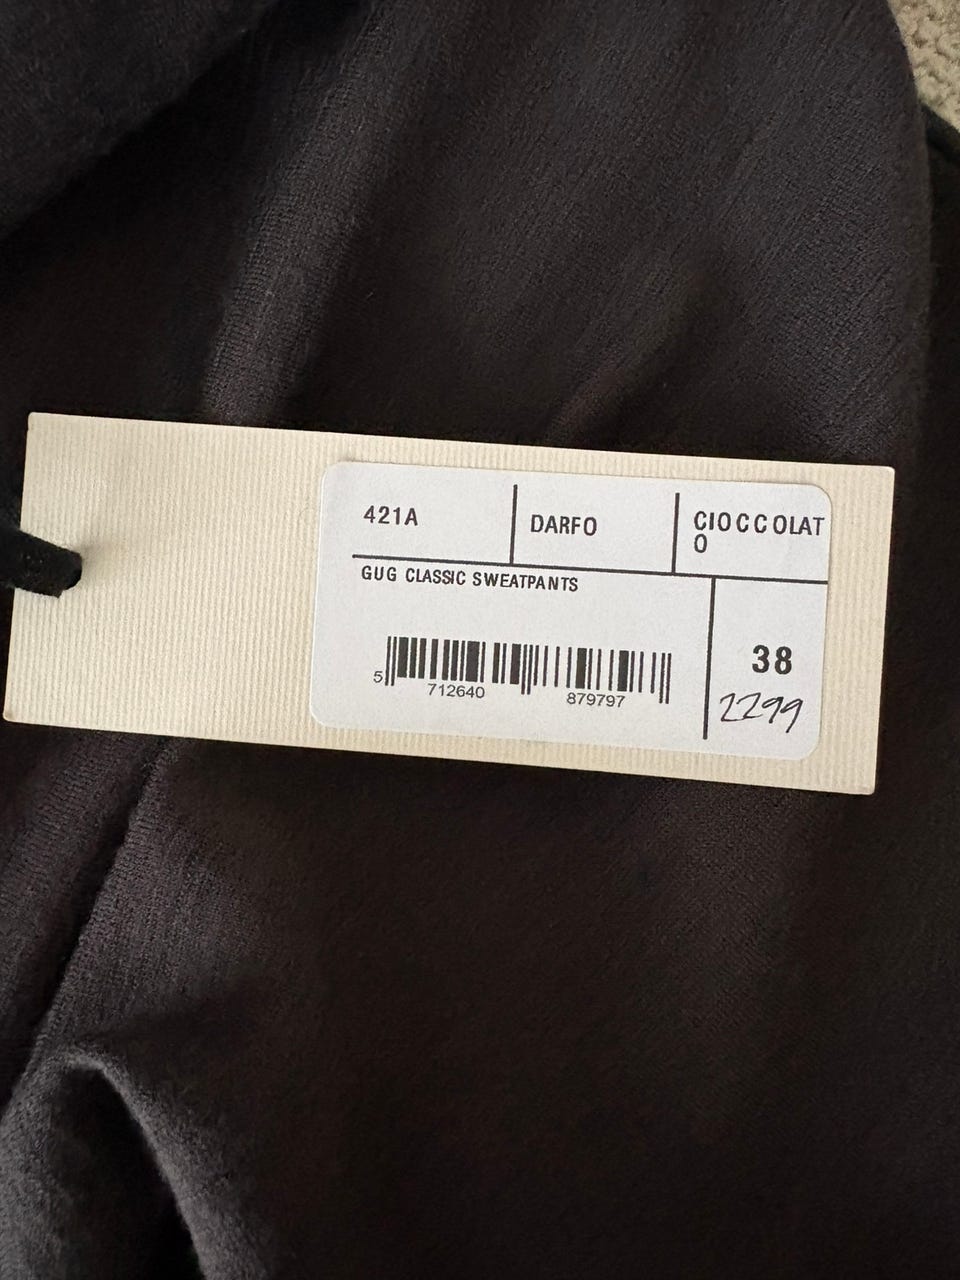 421A
DARFO
CIOCCOLAT
O
GUG CLASSIC SWEATPANTS
5 712640 879797
38
2299